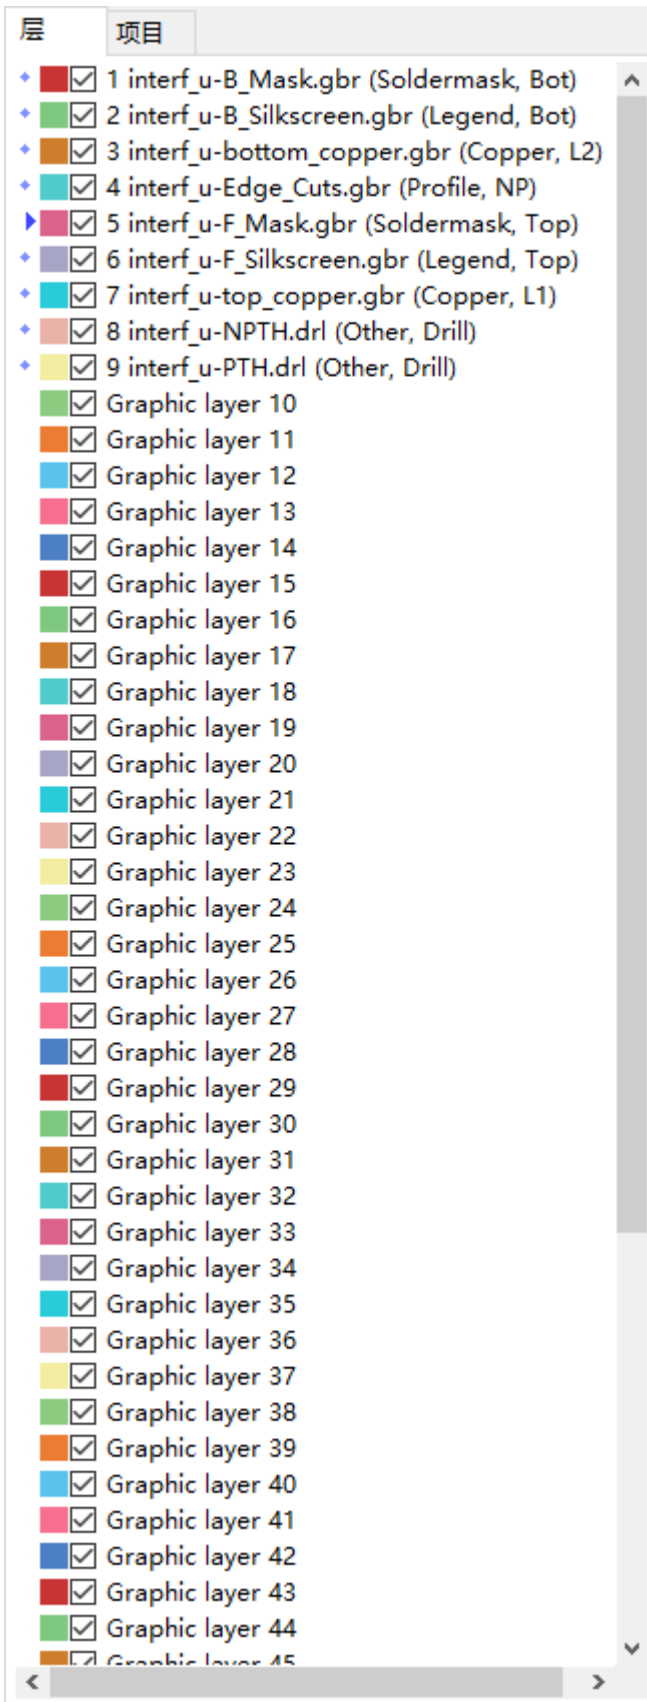 层
项目
1 interf_u-B_Mask.gbr (Soldermask, Bot)
2 interf_u-B_Silkscreen.gbr (Legend, Bot)
3 interf_u-bottom_copper.gbr (Copper, L2)
4 interf_u-Edge_Cuts.gbr (Profile, NP)
5 interf_u-F_Mask.gbr (Soldermask, Top)
6 interf_u-F_Silkscreen.gbr (Legend, Top)
7 interf_u-top_copper.gbr (Copper, L1)
8 interf_u-NPTH.drl (Other, Drill)
9 interf_u-PTH.drl (Other, Drill)
Graphic layer 10
Graphic layer 11
Graphic layer 12
Graphic layer 13
Graphic layer 14
Graphic layer 15
Graphic layer 16
Graphic layer 17
Graphic layer 18
Graphic layer 19
Graphic layer 20
Graphic layer 21
Graphic layer 22
Graphic layer 23
Graphic layer 24
Graphic layer 25
Graphic layer 26
Graphic layer 27
Graphic layer 28
Graphic layer 29
Graphic layer 30
Graphic layer 31
Graphic layer 32
Graphic layer 33
Graphic layer 34
Graphic layer 35
Graphic layer 36
Graphic layer 37
Graphic layer 38
Graphic layer 39
Graphic layer 40
Graphic layer 41
Graphic layer 42
Graphic layer 43
Graphic layer 44
Graphic layer 45